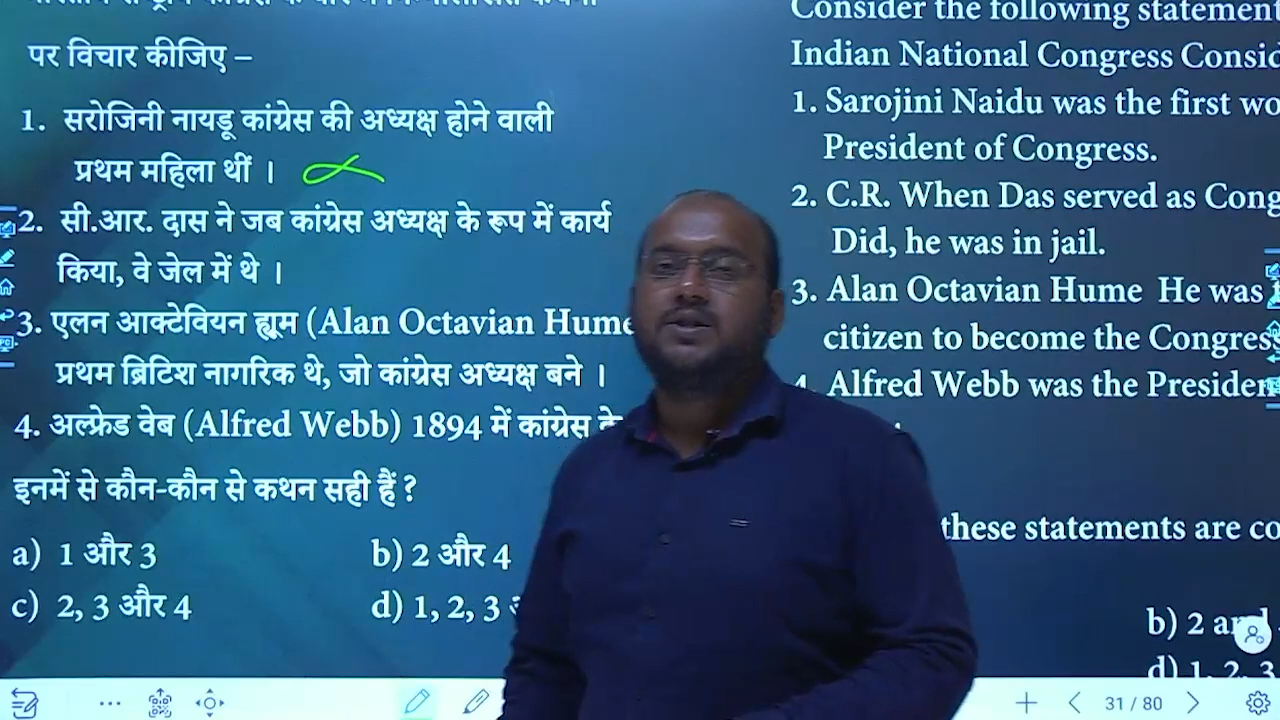 पर विचार कीजिए –
1. सरोजिनी नायडू कांग्रेस की अध्यक्ष होने वाली
प्रथम महिला थीं ।
2. सी.आर. दास ने जब कांग्रेस अध्यक्ष के रूप में कार्य
किया, वे जेल में थे ।
3. एलन आक्टेवियन ह्यूम (Alan Octavian Hume
प्रथम ब्रिटिश नागरिक थे, जो कांग्रेस अध्यक्ष बने ।
4. अल्फ्रेड वेब (Alfred Webb) 1894 में कांग्रेस के
इनमें से कौन-कौन से कथन सही हैं ?
a) 1 और 3
b) 2 और 4
c) 2, 3 और 4
d) 1, 2, 3
Consider the following statement
Indian National Congress Consid
1. Sarojini Naidu was the first wo
President of Congress.
2. C.R. When Das served as Cong
Did, he was in jail.
3. Alan Octavian Hume He was
citizen to become the Congress
4. Alfred Webb was the Presiden
these statements are co
b) 2 and
d) 1, 2, 3
31 / 80